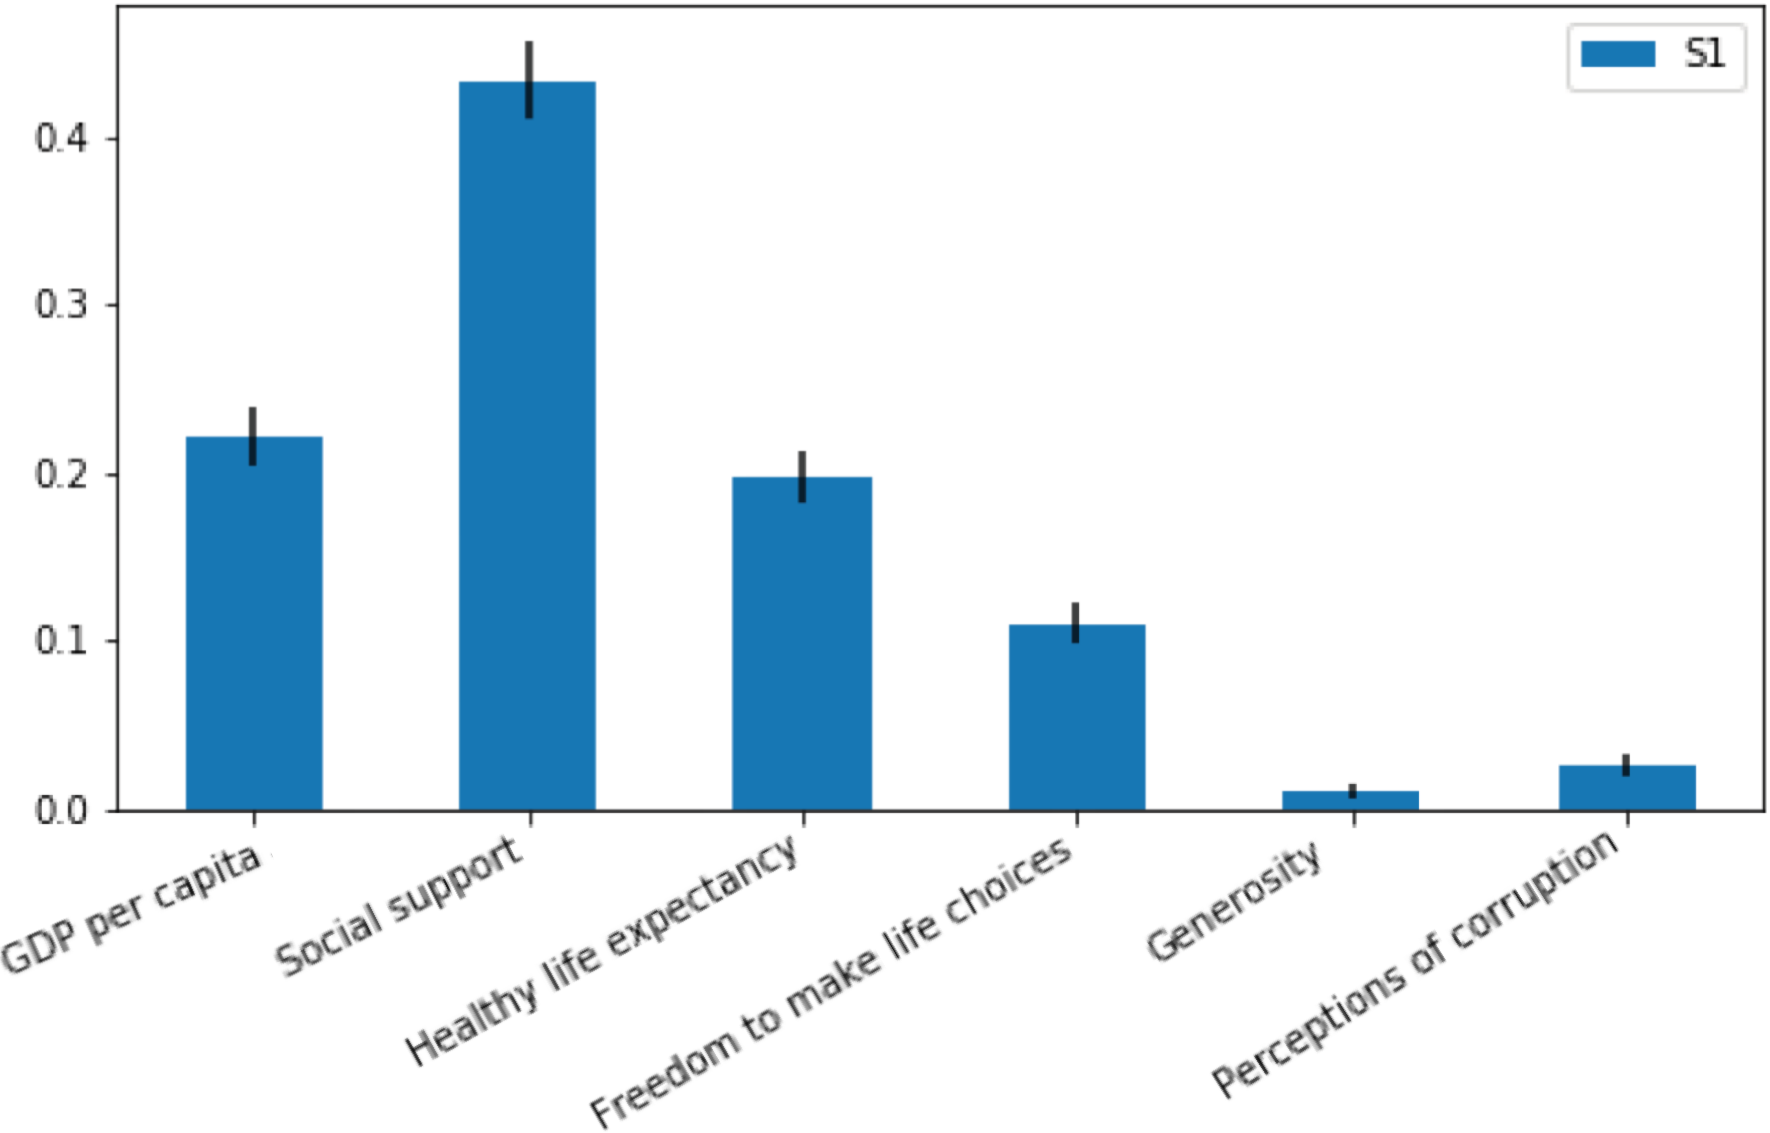 S1
0.4
0.3
0.2
0.1
0.0
GDP per capita
Social support
Healthy life expectancy
Freedom to make life choices
Generosity
Perceptions of corruption